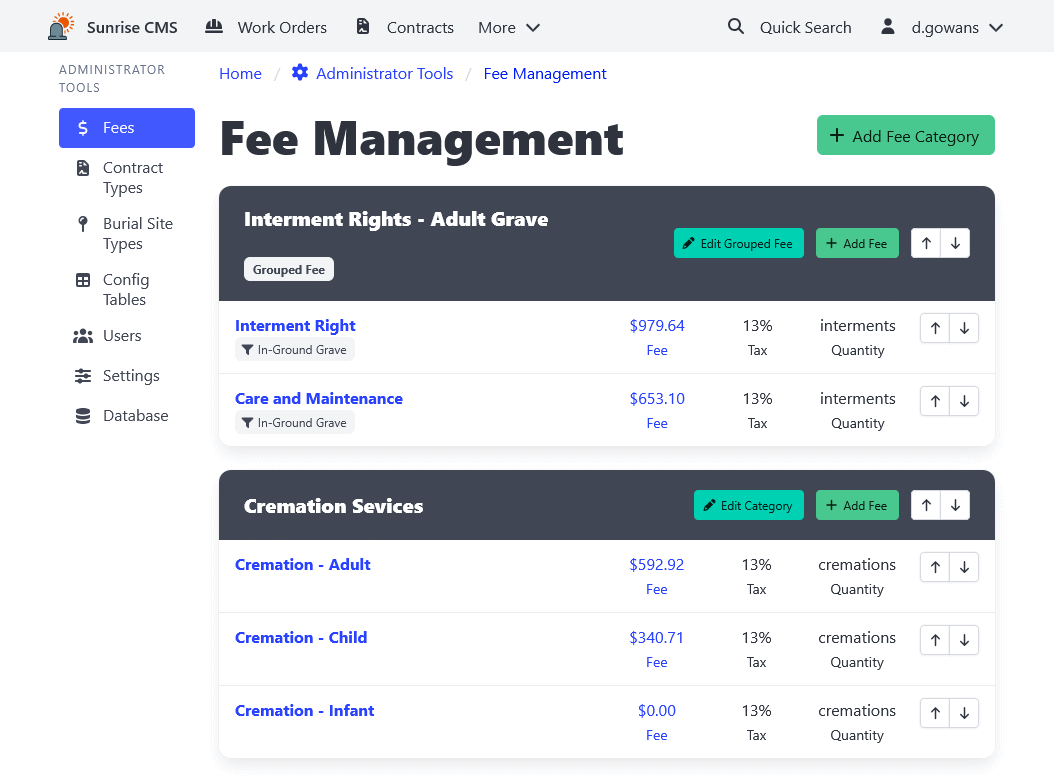 Sunrise CMS Work Orders Contracts More Quick Search d.gowans
ADMINISTRATOR
TOOLS
Fees
Contract
Types
Burial Site
Types
Config
Tables
Users
Settings
Database
Home / Administrator Tools / Fee Management
Fee Management
+ Add Fee Category
Interment Rights - Adult Grave
Grouped Fee
Edit Grouped Fee + Add Fee ↑ ↓
Interment Right $979.64 13% interments ↑ ↓
In-Ground Grave Fee Tax Quantity
Care and Maintenance $653.10 13% interments ↑ ↓
In-Ground Grave Fee Tax Quantity
Cremation Sevices Edit Category + Add Fee ↑ ↓
Cremation - Adult $592.92 13% cremations ↑ ↓
Fee Tax Quantity
Cremation - Child $340.71 13% cremations ↑ ↓
Fee Tax Quantity
Cremation - Infant $0.00 13% cremations ↑ ↓
Fee Tax Quantity